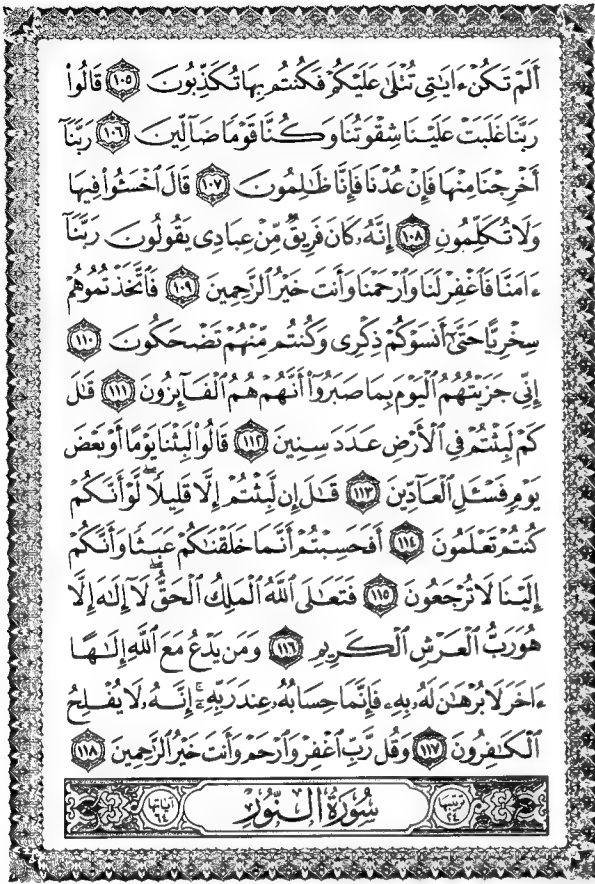 أَلَمْ تَكُنْ ءَايَٰتِى تُتْلَىٰ عَلَيْكُمْ فَكُنتُم بِهَا تُكَذِّبُونَ ١٠٥ قَالُوا۟
رَبَّنَا غَلَبَتْ عَلَيْنَا شِقْوَتُنَا وَكُنَّا قَوْمًا ضَآلِّينَ ١٠٦ رَبَّنَآ
أَخْرِجْنَا مِنْهَا فَإِنْ عُدْنَا فَإِنَّا ظَٰلِمُونَ ١٠٧ قَالَ ٱخْسَـُٔوا۟ فِيهَا
وَلَا تُكَلِّمُونِ ١٠٨ إِنَّهُۥ كَانَ فَرِيقٌ مِّنْ عِبَادِى يَقُولُونَ رَبَّنَآ
ءَامَنَّا فَٱغْفِرْ لَنَا وَٱرْحَمْنَا وَأَنتَ خَيْرُ ٱلرَّٰحِمِينَ ١٠٩ فَٱتَّخَذْتُمُوهُمْ
سِخْرِيًّا حَتَّىٰٓ أَنسَوْكُمْ ذِكْرِى وَكُنتُم مِّنْهُمْ تَضْحَكُونَ ١١٠
إِنِّى جَزَيْتُهُمُ ٱلْيَوْمَ بِمَا صَبَرُوٓا۟ أَنَّهُمْ هُمُ ٱلْفَآئِزُونَ ١١١ قَٰلَ
كَمْ لَبِثْتُمْ فِى ٱلْأَرْضِ عَدَدَ سِنِينَ ١١٢ قَالُوا۟ لَبِثْنَا يَوْمًا أَوْ بَعْضَ
يَوْمٍ فَسْـَٔلِ ٱلْعَآدِّينَ ١١٣ قَٰلَ إِن لَّبِثْتُمْ إِلَّا قَلِيلًا ۖ لَّوْ أَنَّكُمْ
كُنتُمْ تَعْلَمُونَ ١١٤ أَفَحَسِبْتُمْ أَنَّمَا خَلَقْنَٰكُمْ عَبَثًا وَأَنَّكُمْ
إِلَيْنَا لَا تُرْجَعُونَ ١١٥ فَتَعَٰلَى ٱللَّهُ ٱلْمَلِكُ ٱلْحَقُّ ۖ لَآ إِلَٰهَ إِلَّا
هُوَ رَبُّ ٱلْعَرْشِ ٱلْكَرِيمِ ١١٦ وَمَن يَدْعُ مَعَ ٱللَّهِ إِلَٰهًا
ءَاخَرَ لَا بُرْهَٰنَ لَهُۥ بِهِۦ فَإِنَّمَا حِسَابُهُۥ عِندَ رَبِّهِۦٓ ۚ إِنَّهُۥ لَا يُفْلِحُ
ٱلْكَٰفِرُونَ ١١٧ وَقُل رَّبِّ ٱغْفِرْ وَٱرْحَمْ وَأَنتَ خَيْرُ ٱلرَّٰحِمِينَ ١١٨
ترتيبها ٢٤ سُورَةُ النُّورِ آياتها ٦٤